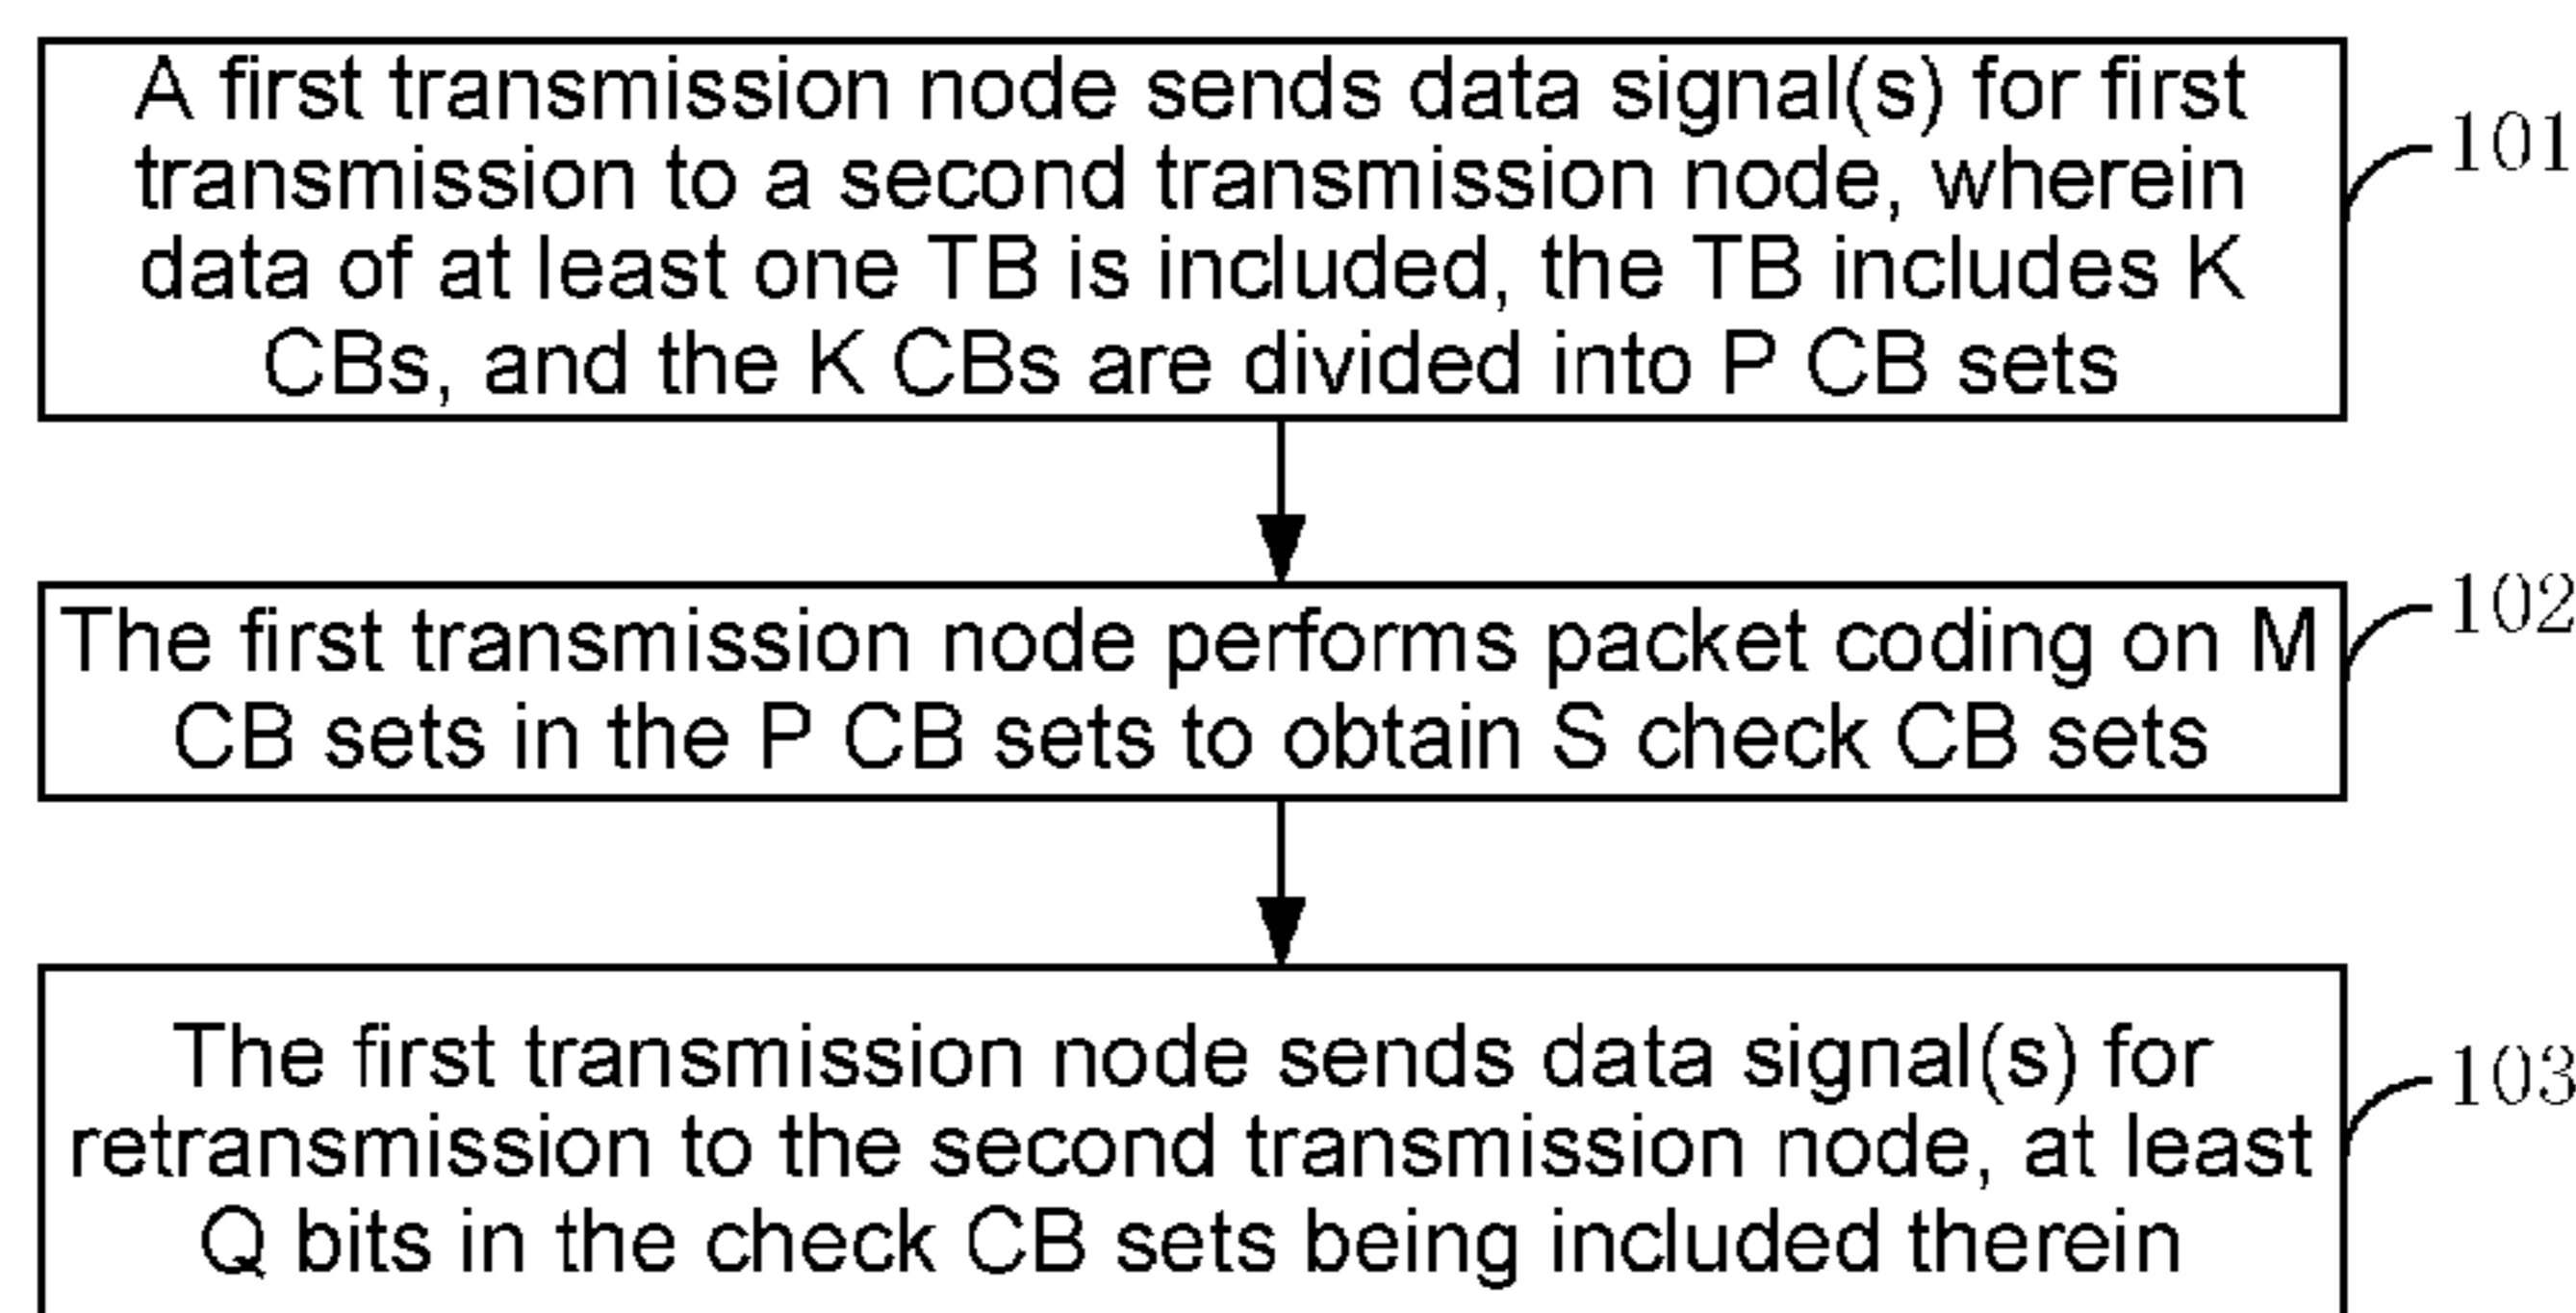 A first transmission node sends data signal(s) for first
transmission to a second transmission node, wherein
data of at least one TB is included, the TB includes K
CBs, and the K CBs are divided into P CB sets
101
The first transmission node performs packet coding on M
CB sets in the P CB sets to obtain S check CB sets
102
The first transmission node sends data signal(s) for
retransmission to the second transmission node, at least
Q bits in the check CB sets being included therein
103